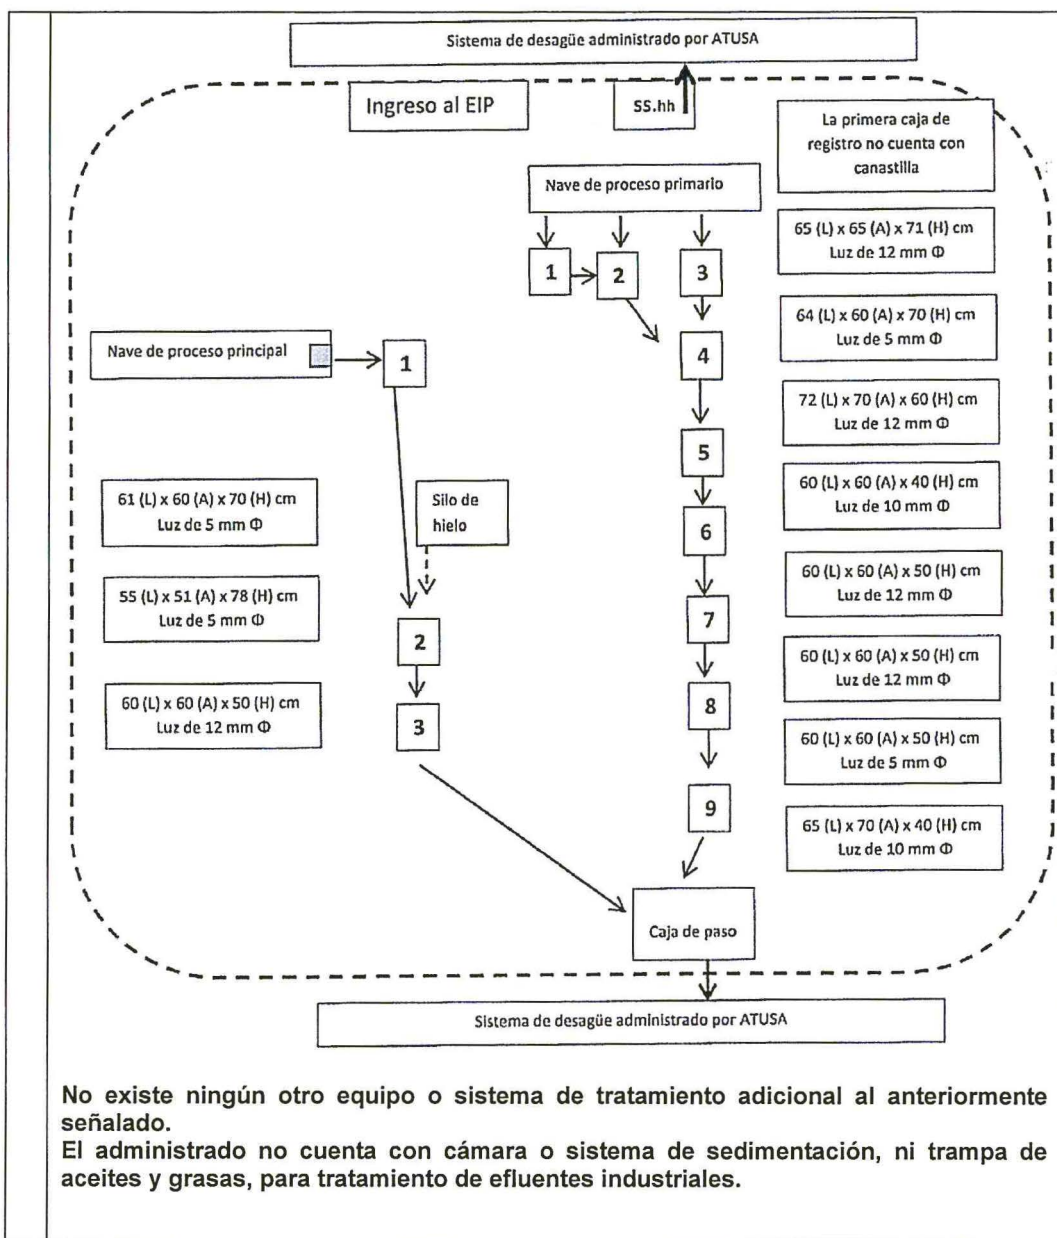 Sistema de desagüe administrado por ATUSA
Ingreso al EIP
SS.hh
La primera caja de
registro no cuenta con
canastilla
Nave de proceso primario
65 (L) x 65 (A) x 71 (H) cm
Luz de 12 mm Φ
1
2
3
64 (L) x 60 (A) x 70 (H) cm
Luz de 5 mm Φ
Nave de proceso principal
1
4
72 (L) x 70 (A) x 60 (H) cm
Luz de 12 mm Φ
5
61 (L) x 60 (A) x 70 (H) cm
Luz de 5 mm Φ
Silo de
hielo
60 (L) x 60 (A) x 40 (H) cm
Luz de 10 mm Φ
6
55 (L) x 51 (A) x 78 (H) cm
Luz de 5 mm Φ
60 (L) x 60 (A) x 50 (H) cm
Luz de 12 mm Φ
2
7
60 (L) x 60 (A) x 50 (H) cm
Luz de 12 mm Φ
60 (L) x 60 (A) x 50 (H) cm
Luz de 12 mm Φ
3
8
60 (L) x 60 (A) x 50 (H) cm
Luz de 5 mm Φ
9
65 (L) x 70 (A) x 40 (H) cm
Luz de 10 mm Φ
Caja de paso
Sistema de desagüe administrado por ATUSA
No existe ningún otro equipo o sistema de tratamiento adicional al anteriormente
señalado.
El administrado no cuenta con cámara o sistema de sedimentación, ni trampa de
aceites y grasas, para tratamiento de efluentes industriales.